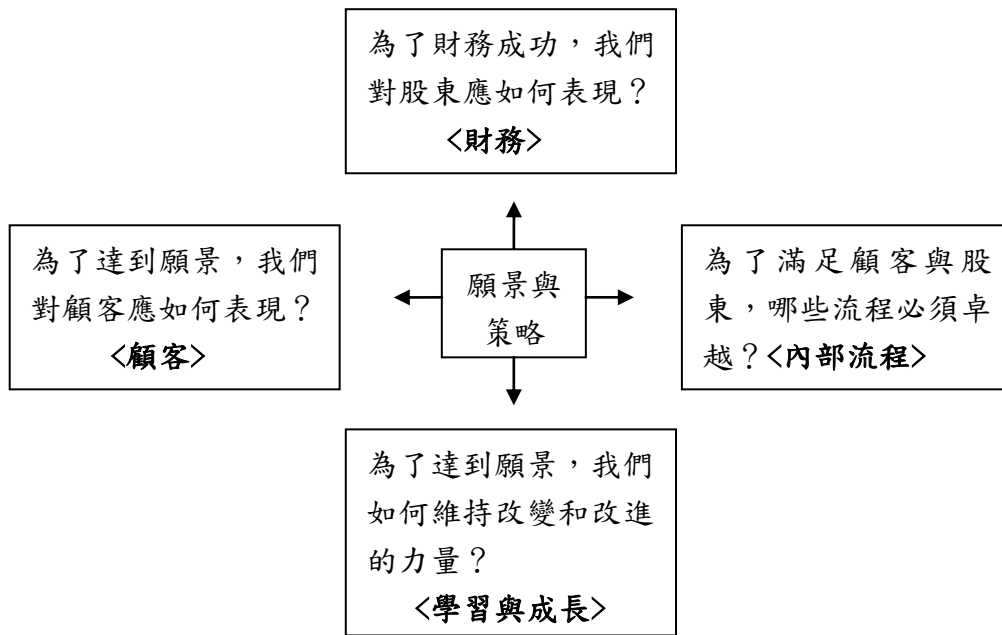 為了財務成功，我們
對股東應如何表現？
<財務>
為了達到願景，我們
對顧客應如何表現？
<顧客>
願景與
策略
為了滿足顧客與股
東，哪些流程必須卓
越？<內部流程>
為了達到願景，我們
如何維持改變和改進
的力量？
<學習與成長>